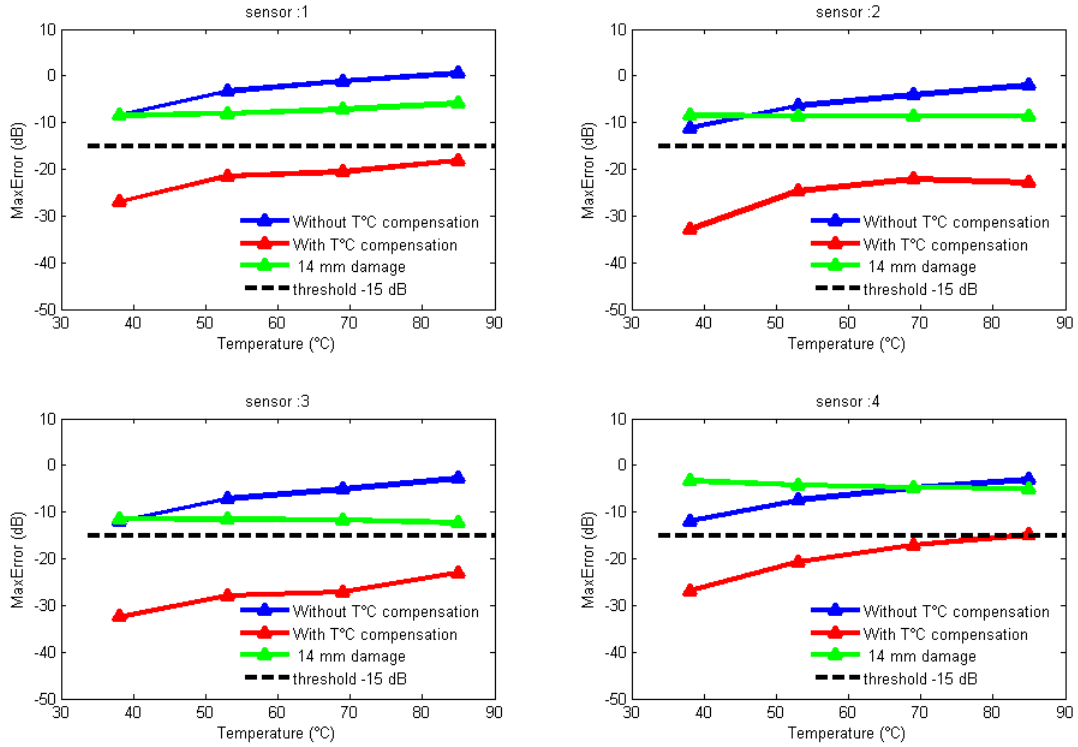 sensor :1
10
0
-10
-20
-30
-40
-50
MaxError (dB)
Without T°C compensation
With T°C compensation
14 mm damage
threshold -15 dB
30 40 50 60 70 80 90
Temperature (°C)
sensor :2
10
0
-10
-20
-30
-40
-50
MaxError (dB)
Without T°C compensation
With T°C compensation
14 mm damage
threshold -15 dB
30 40 50 60 70 80 90
Temperature (°C)
sensor :3
10
0
-10
-20
-30
-40
-50
MaxError (dB)
Without T°C compensation
With T°C compensation
14 mm damage
threshold -15 dB
30 40 50 60 70 80 90
Temperature (°C)
sensor :4
10
0
-10
-20
-30
-40
-50
MaxError (dB)
Without T°C compensation
With T°C compensation
14 mm damage
threshold -15 dB
30 40 50 60 70 80 90
Temperature (°C)